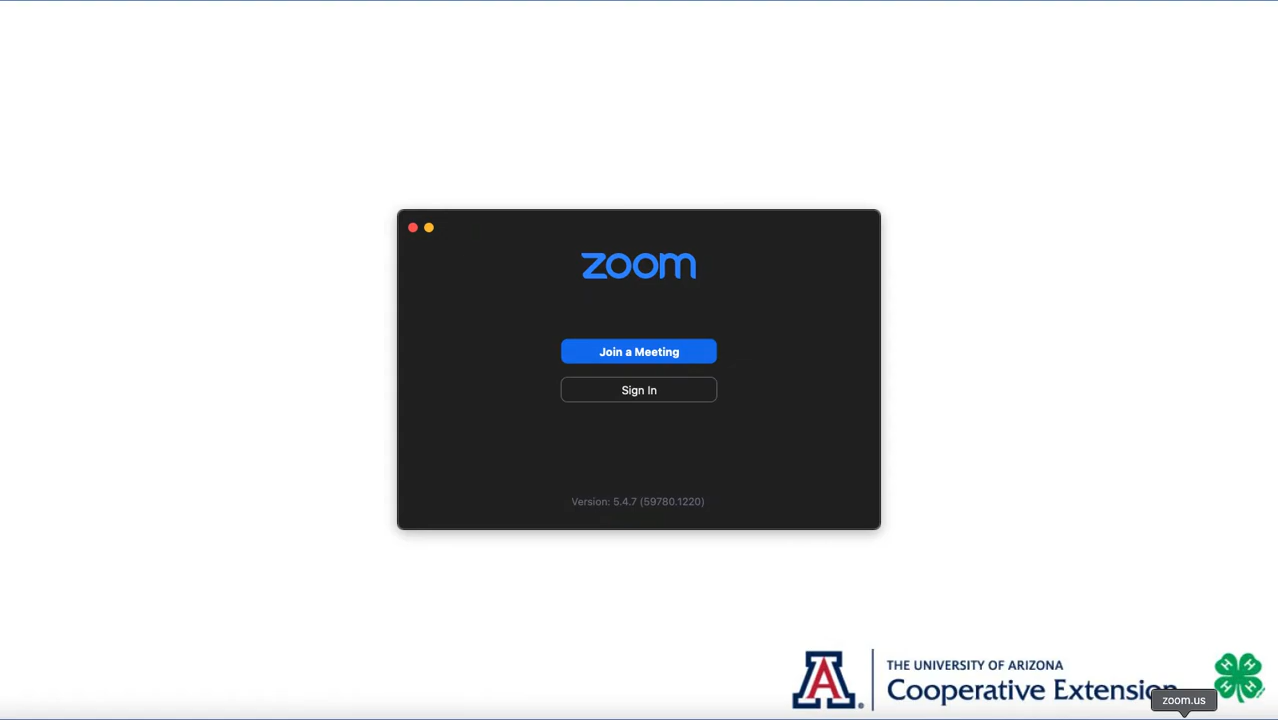 zoom
Join a Meeting
Sign In
Version: 5.4.7 (59780.1220)
A
THE UNIVERSITY OF ARIZONA
Cooperative Extension
H H
H H
zoom.us